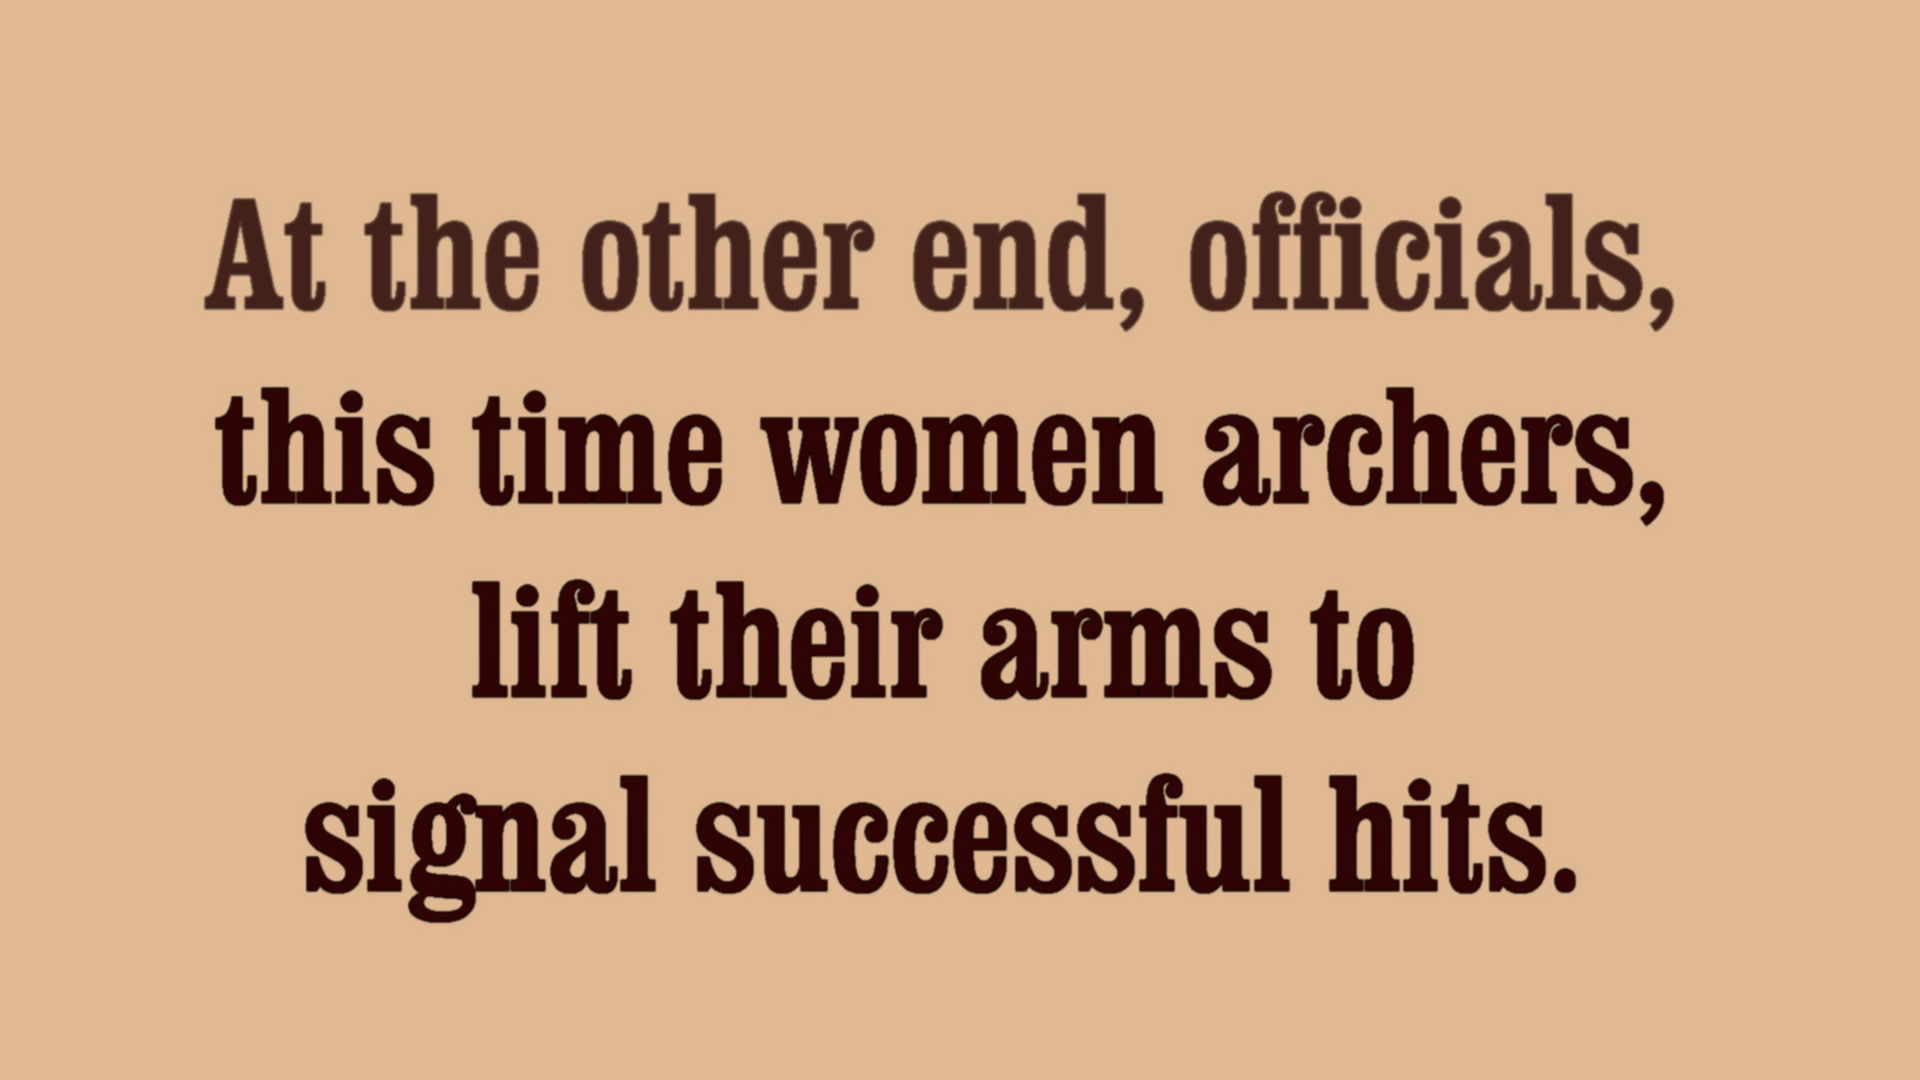 At the other end, officials,
this time women archers,
lift their arms to
signal successful hits.